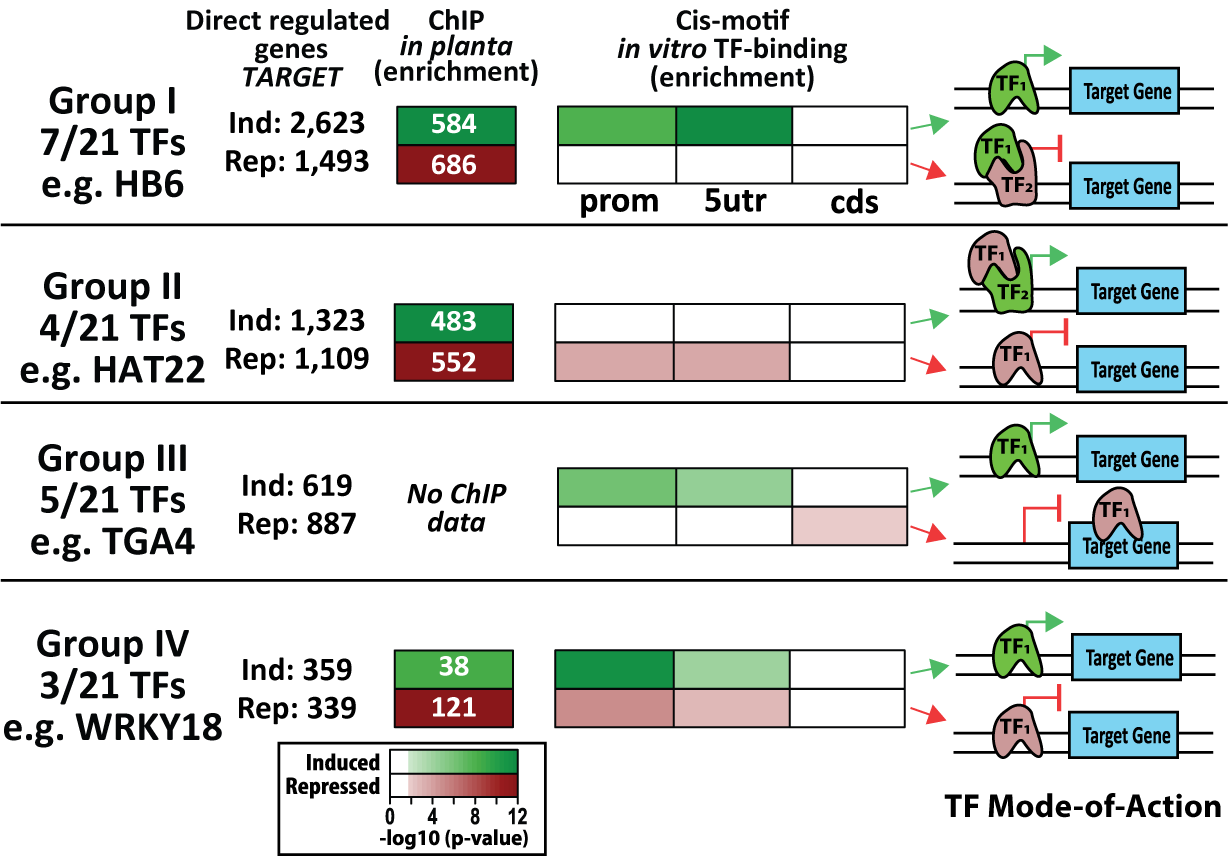 Direct regulated
genes
TARGET
ChIP
in planta
(enrichment)
Cis-motif
in vitro TF-binding
(enrichment)
Group I
7/21 TFs
e.g. HB6
Ind: 2,623
Rep: 1,493
584
686
prom 5utr cds
TF1
Target Gene
TF1
TF2
Target Gene
Group II
4/21 TFs
e.g. HAT22
Ind: 1,323
Rep: 1,109
483
552
TF1
TF2
Target Gene
TF1
Target Gene
Group III
5/21 TFs
e.g. TGA4
Ind: 619
Rep: 887
No ChIP
data
TF1
Target Gene
TF1
Target Gene
Group IV
3/21 TFs
e.g. WRKY18
Ind: 359
Rep: 339
38
121
TF1
Target Gene
TF1
Target Gene
Induced
Repressed
0 4 8 12
-log10 (p-value)
TF Mode-of-Action